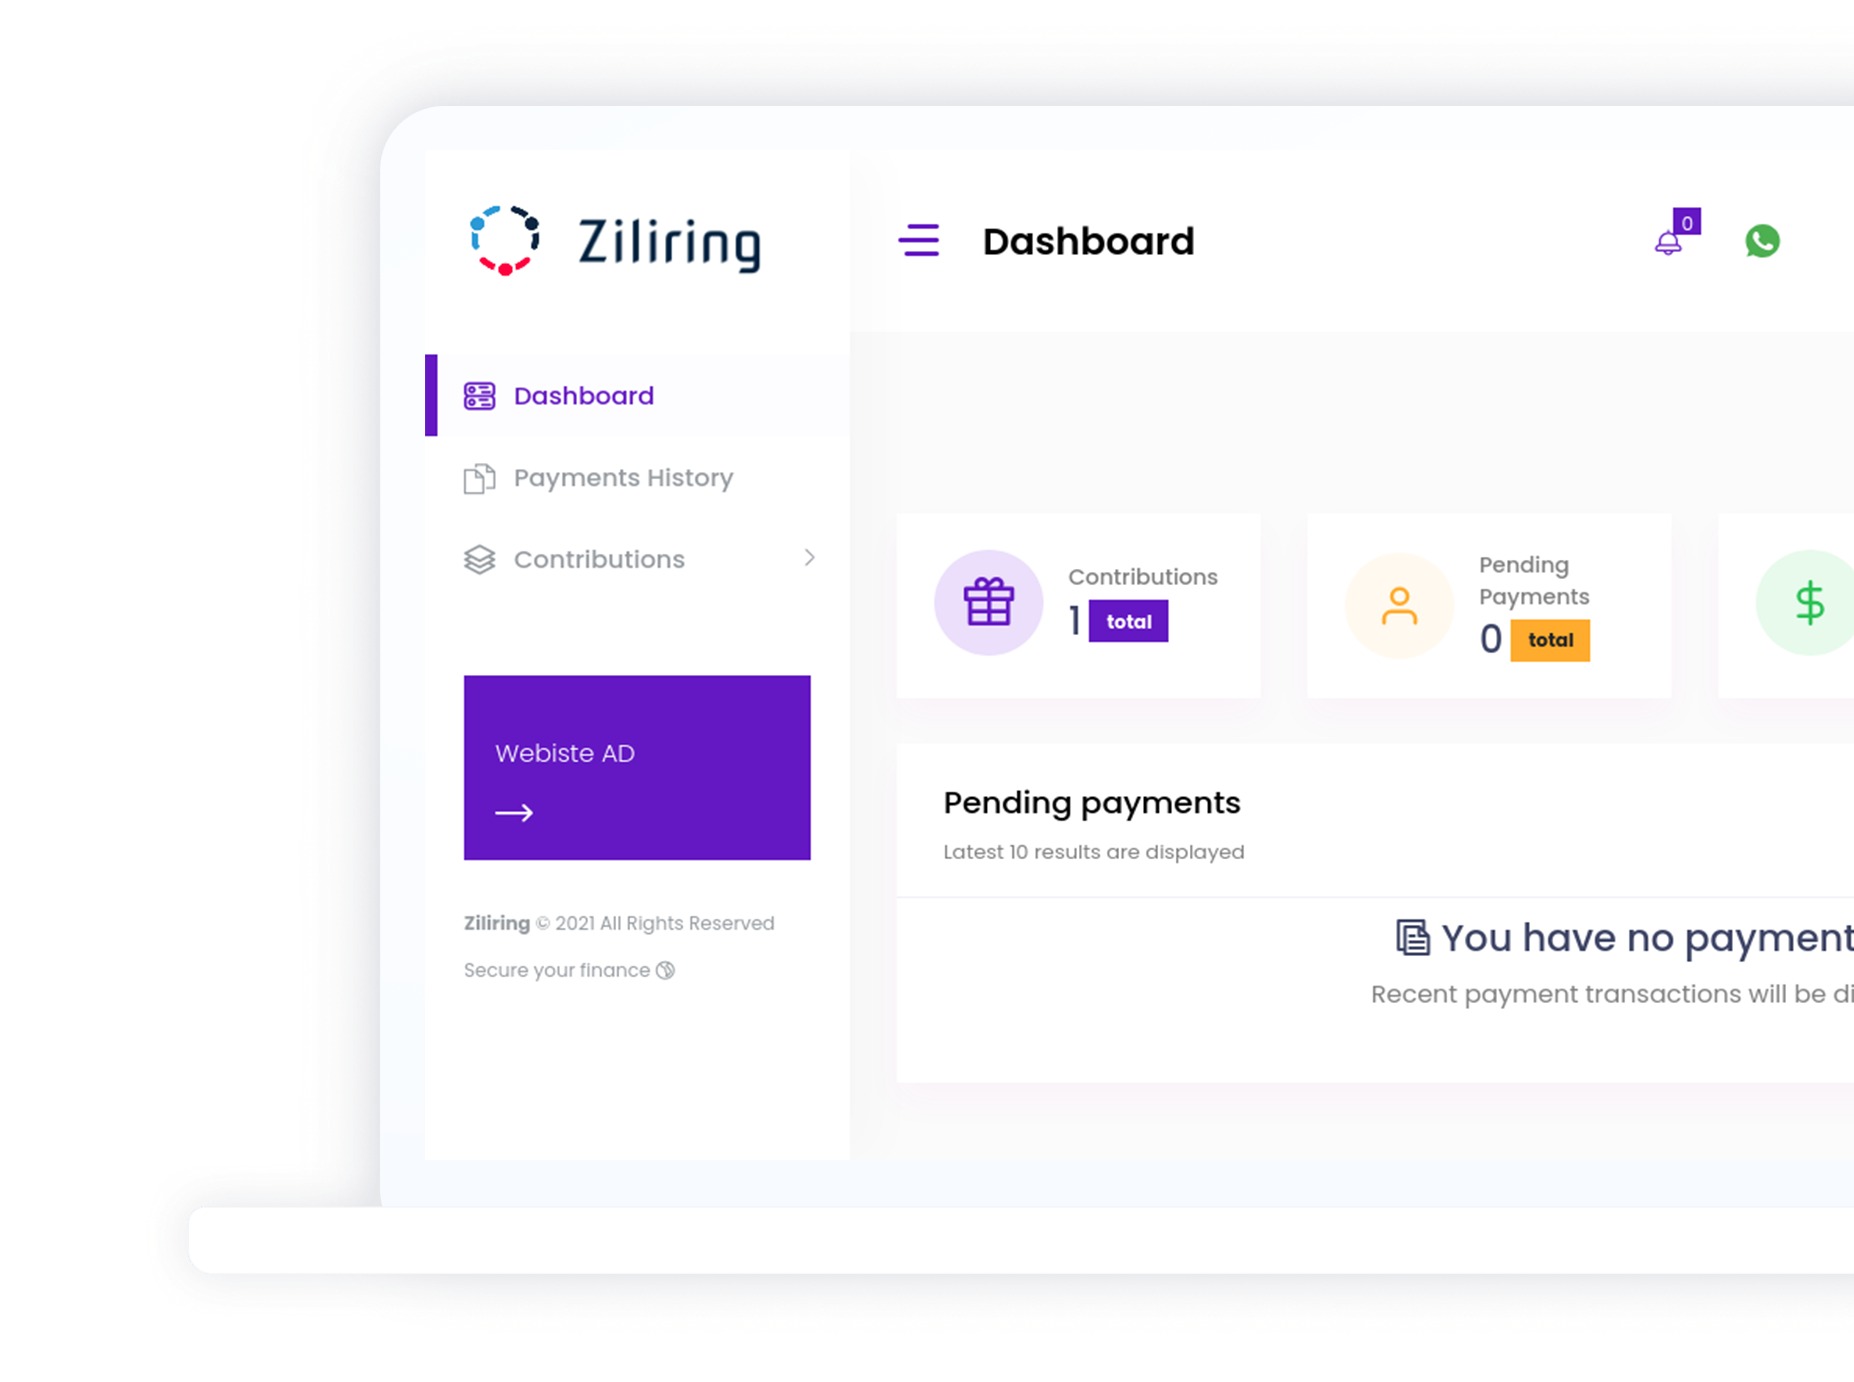 Ziliring
Dashboard
0
Dashboard
Payments History
Contributions
Webiste AD
Ziliring © 2021 All Rights Reserved
Secure your finance
Contributions
1 total
Pending
Payments
0 total
Pending payments
Latest 10 results are displayed
You have no payment
Recent payment transactions will be di